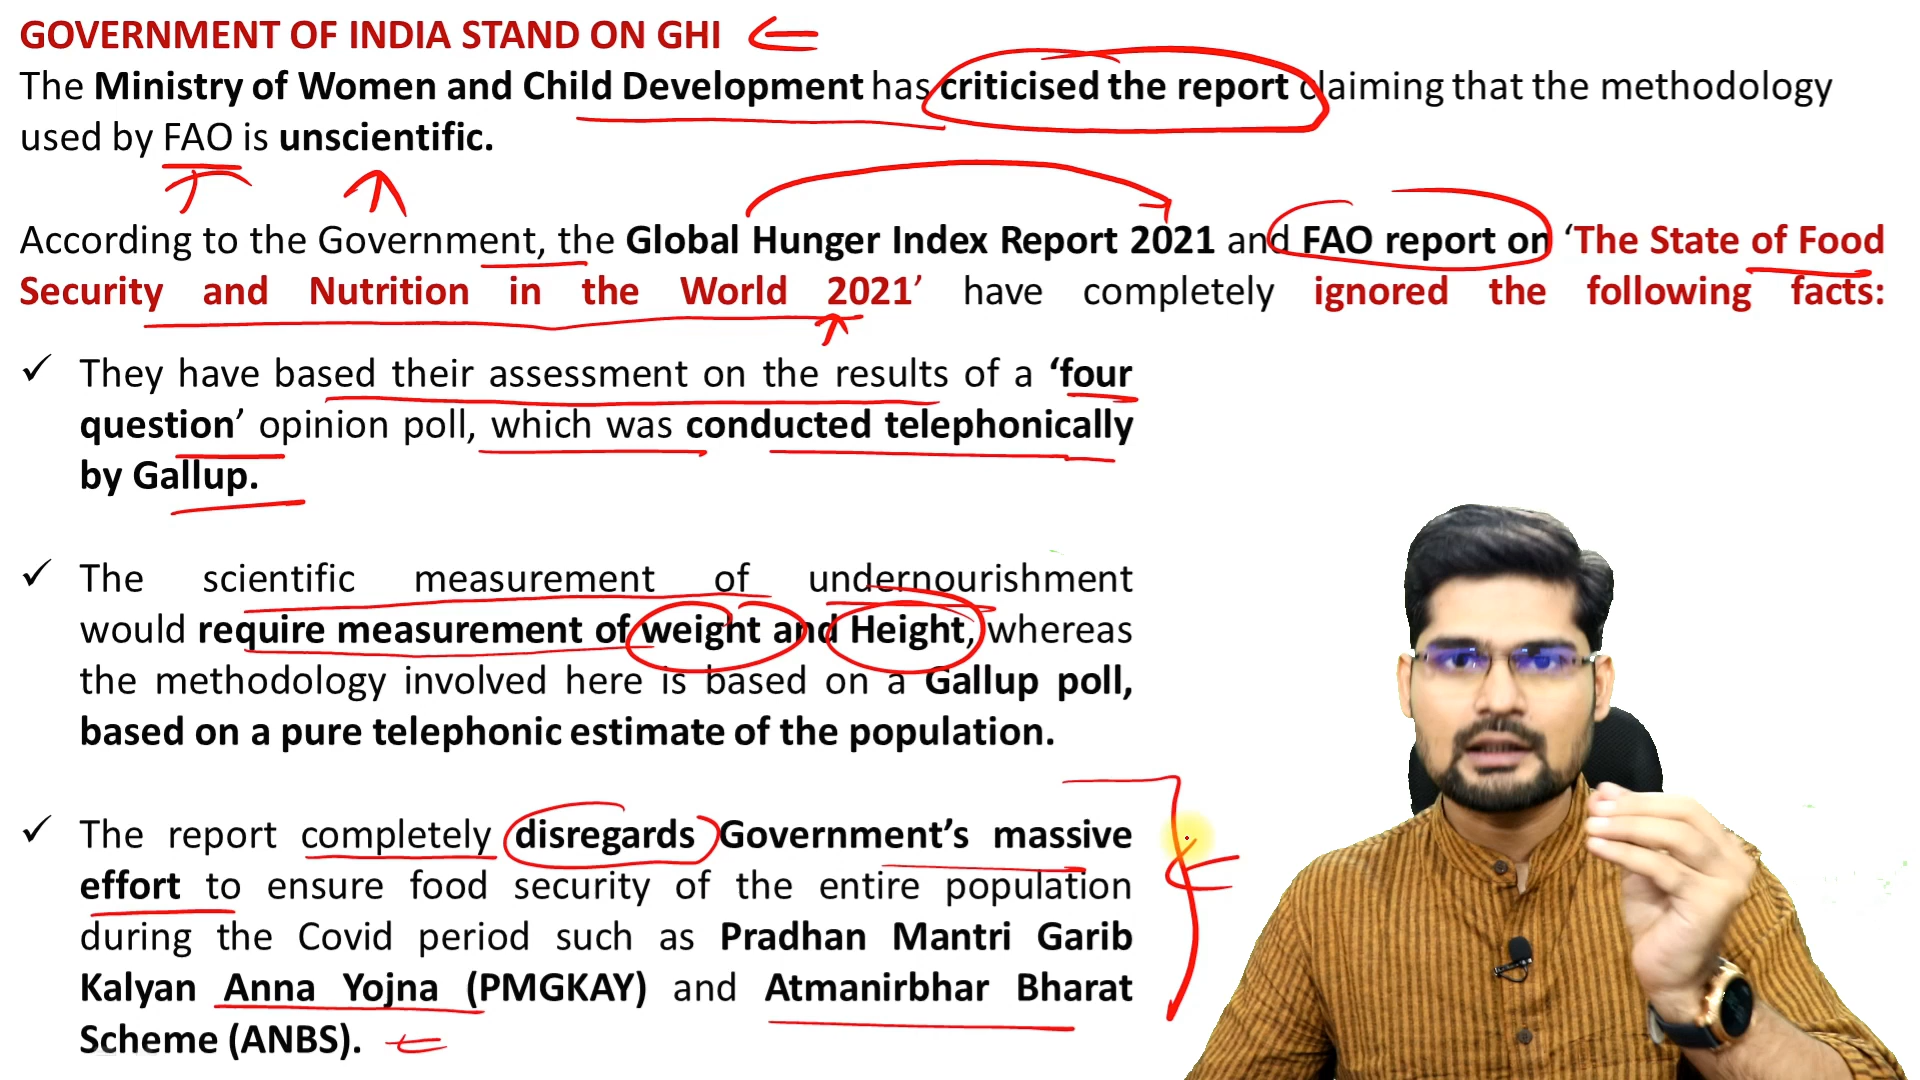 GOVERNMENT OF INDIA STAND ON GHI
The Ministry of Women and Child Development has criticised the report claiming that the methodology
used by FAO is unscientific.
According to the Government, the Global Hunger Index Report 2021 and FAO report on ‘The State of Food
Security and Nutrition in the World 2021’ have completely ignored the following facts:
✓ They have based their assessment on the results of a ‘four
question’ opinion poll, which was conducted telephonically
by Gallup.
✓ The scientific measurement of undernourishment
would require measurement of weight and Height, whereas
the methodology involved here is based on a Gallup poll,
based on a pure telephonic estimate of the population.
✓ The report completely disregards Government’s massive
effort to ensure food security of the entire population
during the Covid period such as Pradhan Mantri Garib
Kalyan Anna Yojna (PMGKAY) and Atmanirbhar Bharat
Scheme (ANBS).